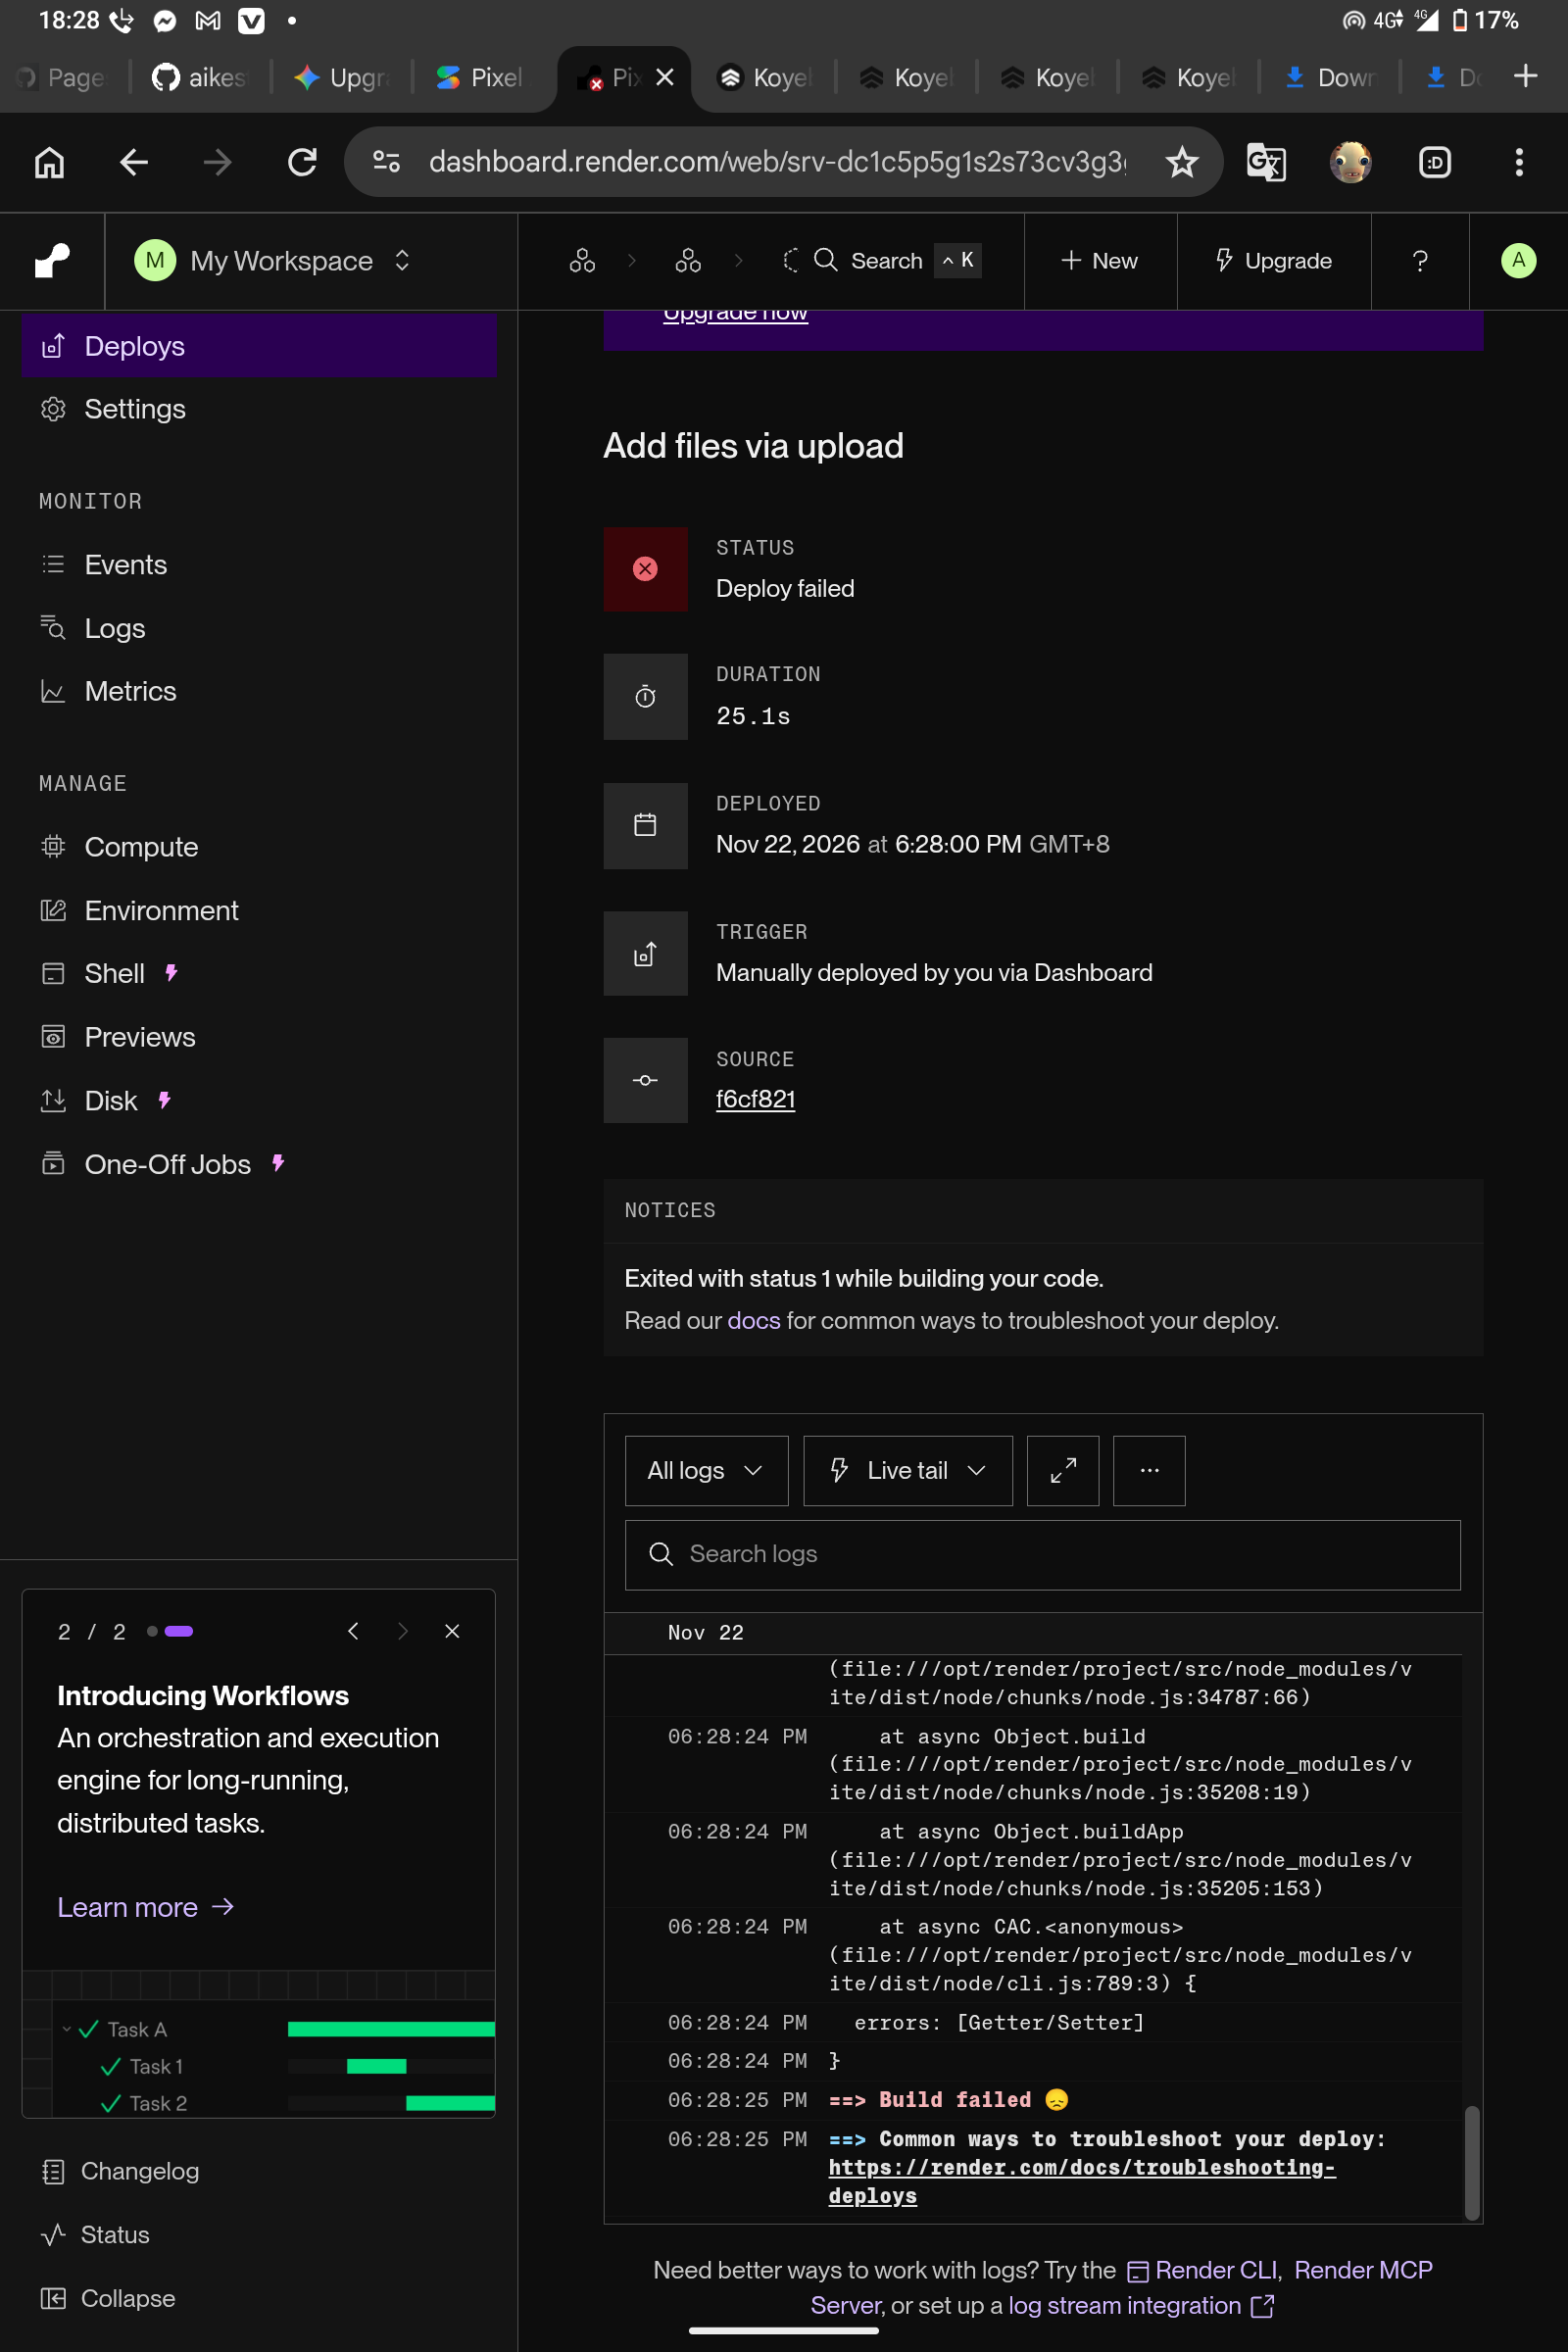 18:28
4G
4G
17%
Page
aikes
Upgr
Pixel
Pix
Koyeb
Koyeb
Koyeb
Koyeb
Down
Do
dashboard.render.com/web/srv-dc1c5p5g1s2s73cv3g3
:D
M
My Workspace
Search
K
New
Upgrade
?
A
Deploys
Settings
MONITOR
Events
Logs
Metrics
MANAGE
Compute
Environment
Shell
Previews
Disk
One-Off Jobs
2 / 2
Introducing Workflows
An orchestration and execution
engine for long-running,
distributed tasks.
Learn more
Task A
Task 1
Task 2
Changelog
Status
Collapse
Upgrade now
Add files via upload
STATUS
Deploy failed
DURATION
25.1s
DEPLOYED
Nov 22, 2026 at 6:28:00 PM GMT+8
TRIGGER
Manually deployed by you via Dashboard
SOURCE
f6cf821
NOTICES
Exited with status 1 while building your code.
Read our docs for common ways to troubleshoot your deploy.
All logs
Live tail
Search logs
Nov 22
(file:///opt/render/project/src/node_modules/v
ite/dist/node/chunks/node.js:34787:66)
06:28:24 PM at async Object.build
(file:///opt/render/project/src/node_modules/v
ite/dist/node/chunks/node.js:35208:19)
06:28:24 PM at async Object.buildApp
(file:///opt/render/project/src/node_modules/v
ite/dist/node/chunks/node.js:35205:153)
06:28:24 PM at async CAC.<anonymous>
(file:///opt/render/project/src/node_modules/v
ite/dist/node/cli.js:789:3) {
06:28:24 PM errors: [Getter/Setter]
06:28:24 PM }
06:28:25 PM ==> Build failed 😞
06:28:25 PM ==> Common ways to troubleshoot your deploy:
https://render.com/docs/troubleshooting-
deploys
Need better ways to work with logs? Try the Render CLI, Render MCP
Server, or set up a log stream integration